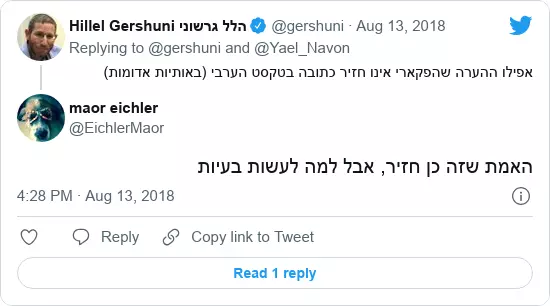 Hillel Gershuni הלל גרשוני @gershuni · Aug 13, 2018
Replying to @gershuni and @Yael_Navon
אפילו ההערה שהפקארי אינו חזיר כתובה בטקסט הערבי (באותיות אדומות)
maor eichler
@EichlerMaor
האמת שזה כן חזיר, אבל למה לעשות בעיות
4:28 PM · Aug 13, 2018
Reply Copy link to Tweet
Read 1 reply